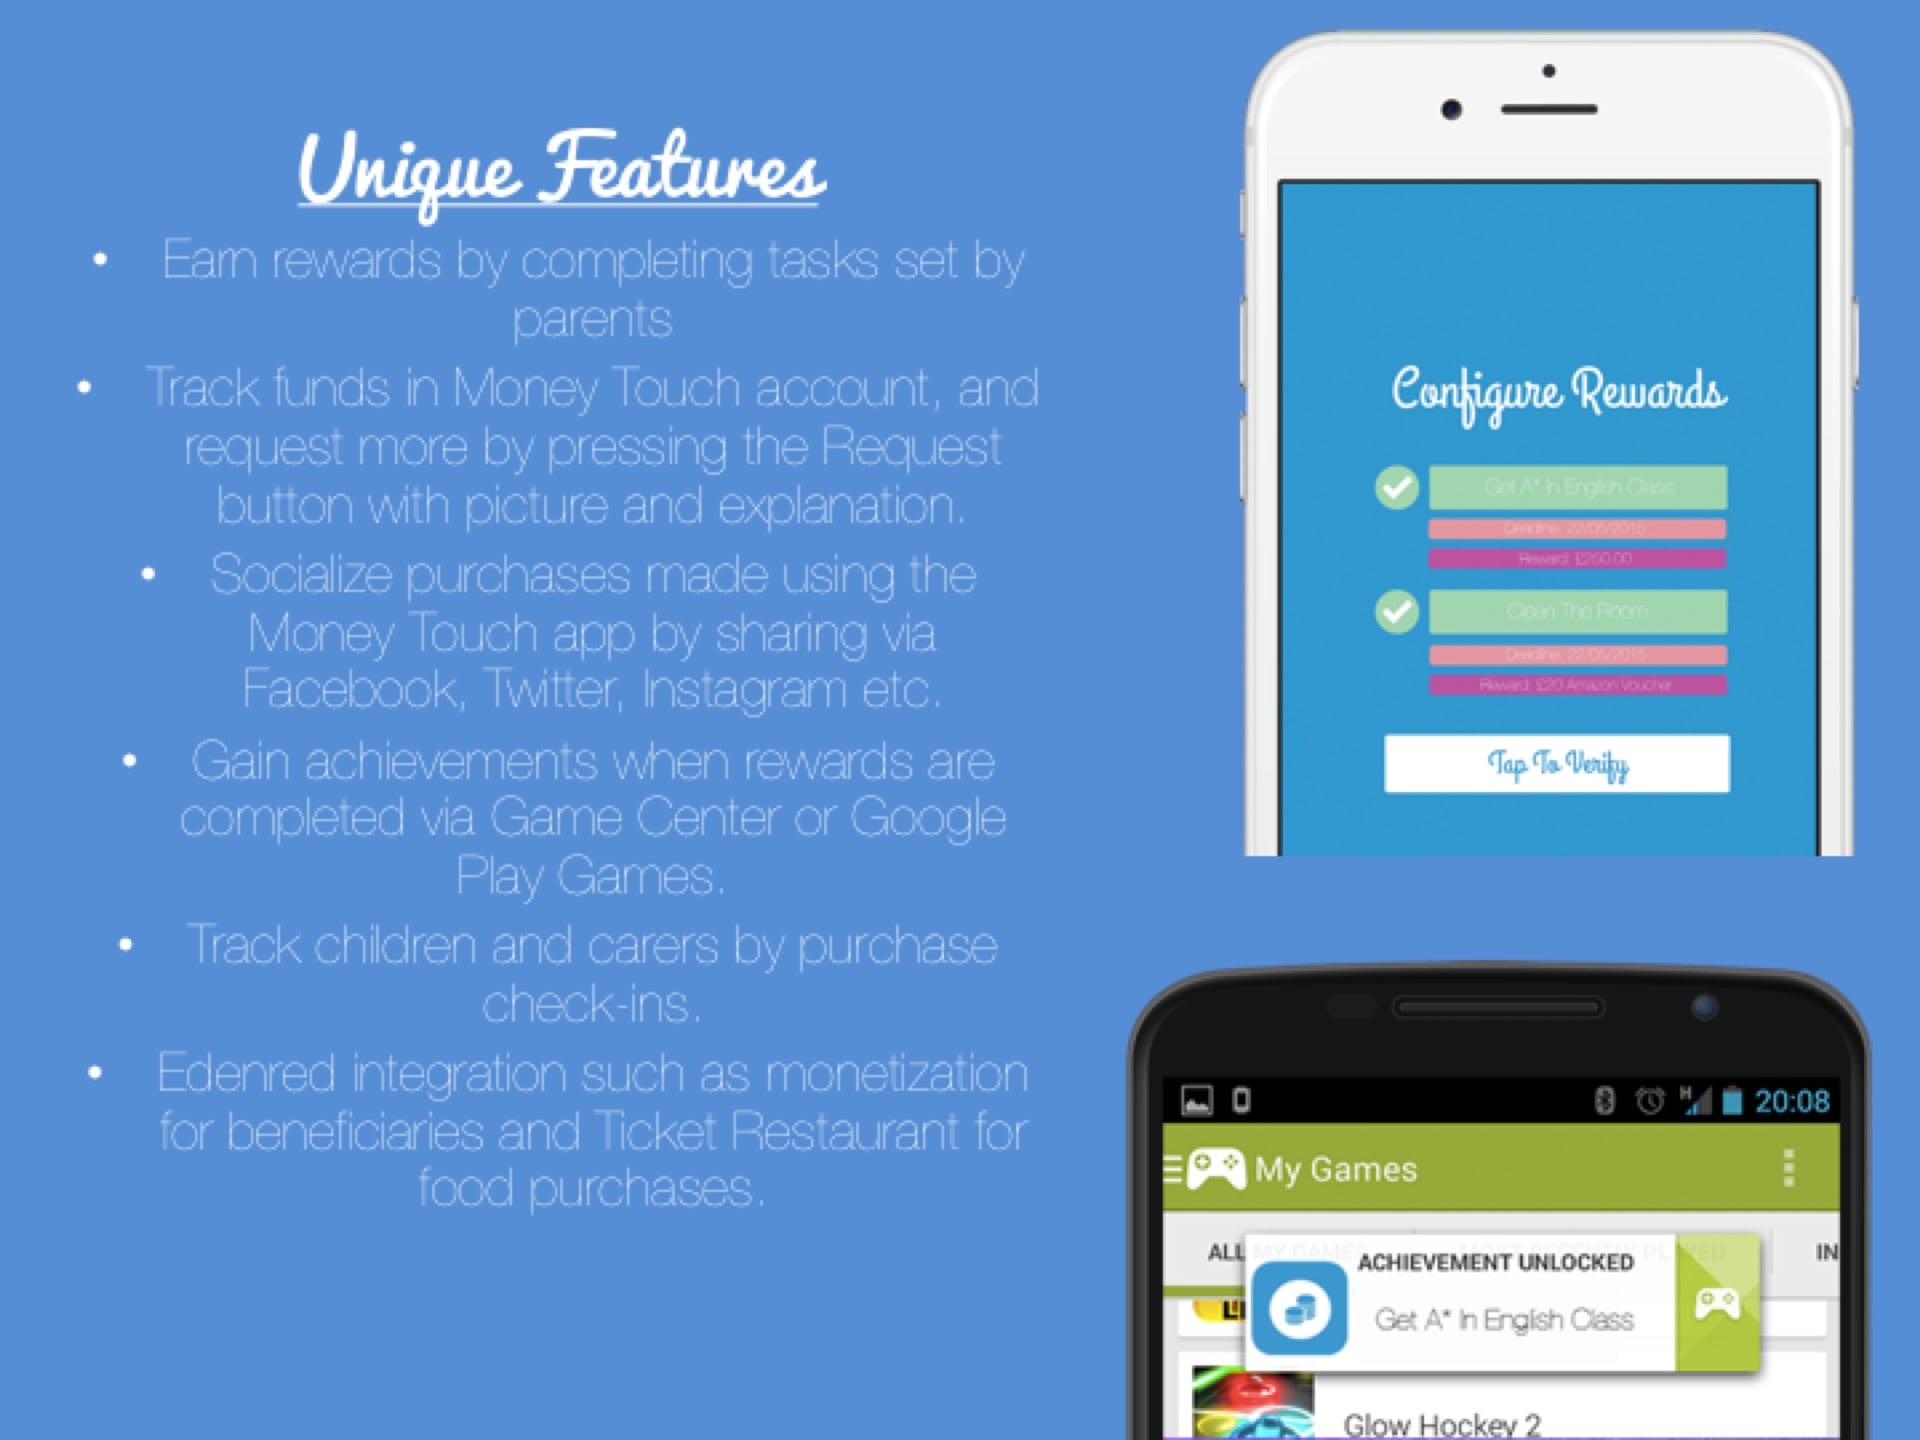 Unique Features
• Earn rewards by completing tasks set by
parents
• Track funds in Money Touch account, and
request more by pressing the Request
button with picture and explanation.
• Socialize purchases made using the
Money Touch app by sharing via
Facebook, Twitter, Instagram etc.
• Gain achievements when rewards are
completed via Game Center or Google
Play Games.
• Track children and carers by purchase
check-ins.
• Edenred integration such as monetization
for beneficiaries and Ticket Restaurant for
food purchases.
Configure Rewards
Get A* In English Class
Deadline: 22/05/2015
Reward: £250.00
Clean The Room
Deadline: 22/05/2015
Reward: £20 Amazon Voucher
Tap To Verify
H 20:08
My Games
ALL MY GAMES MOST RECENTLY PLAYED IN
ACHIEVEMENT UNLOCKED
Get A* In English Class
Glow Hockey 2